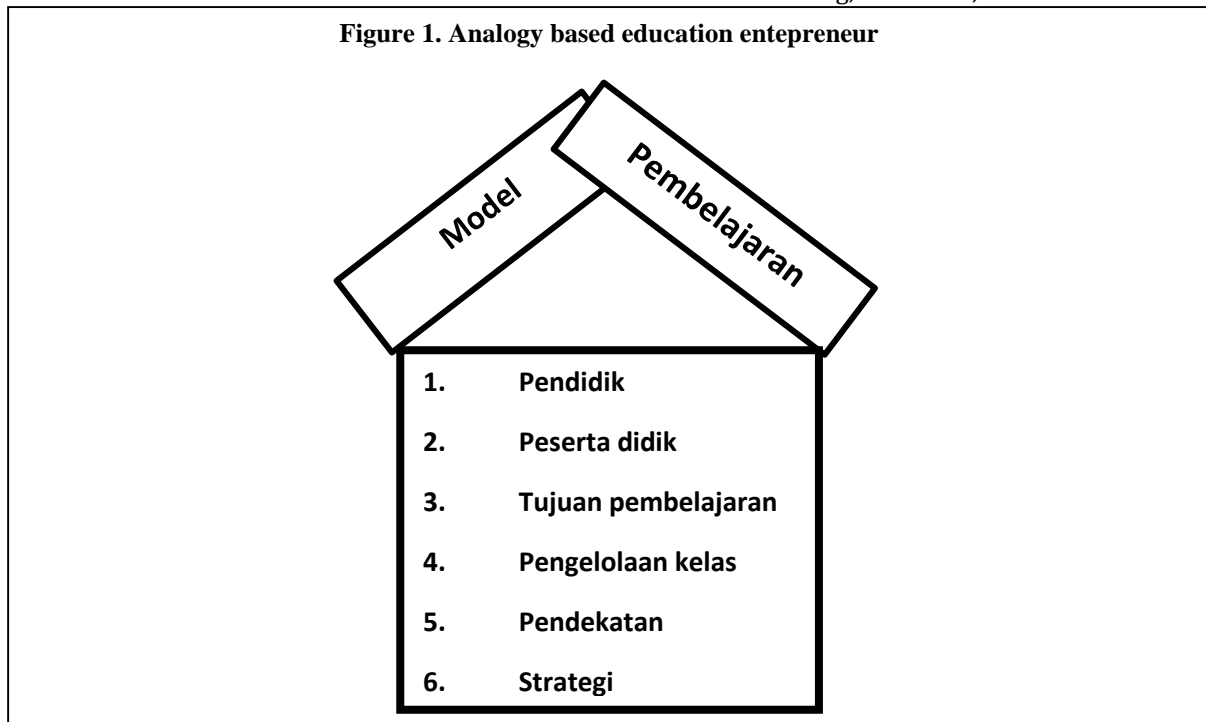 Figure 1. Analogy based education entepreneur
Model
Pembelajaran
1. Pendidik
2. Peserta didik
3. Tujuan pembelajaran
4. Pengelolaan kelas
5. Pendekatan
6. Strategi